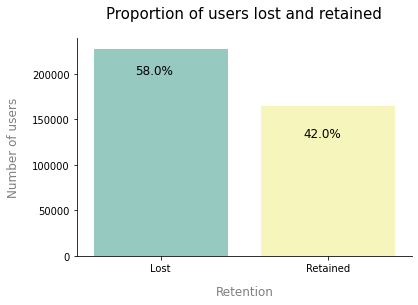 Proportion of users lost and retained
58.0%
42.0%
200000
150000
100000
50000
0
Number of users
Lost
Retained
Retention